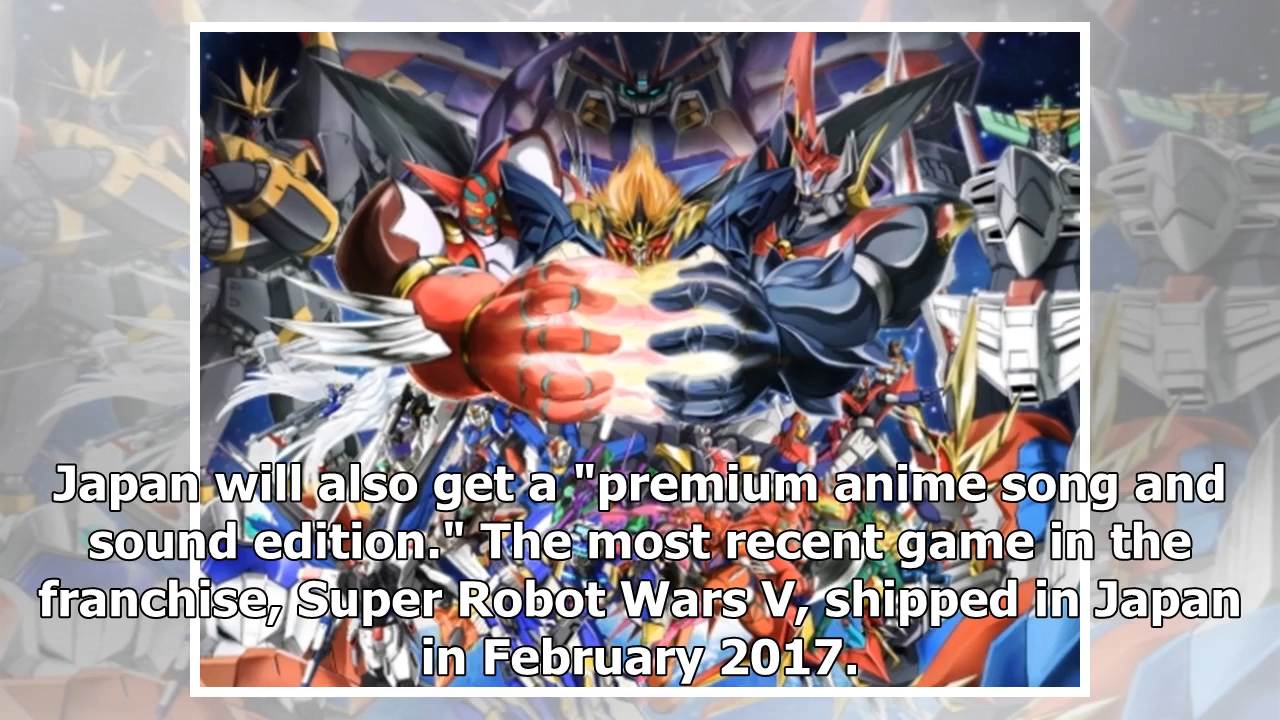 Japan will also get a "premium anime song and
sound edition." The most recent game in the
franchise, Super Robot Wars V, shipped in Japan
in February 2017.